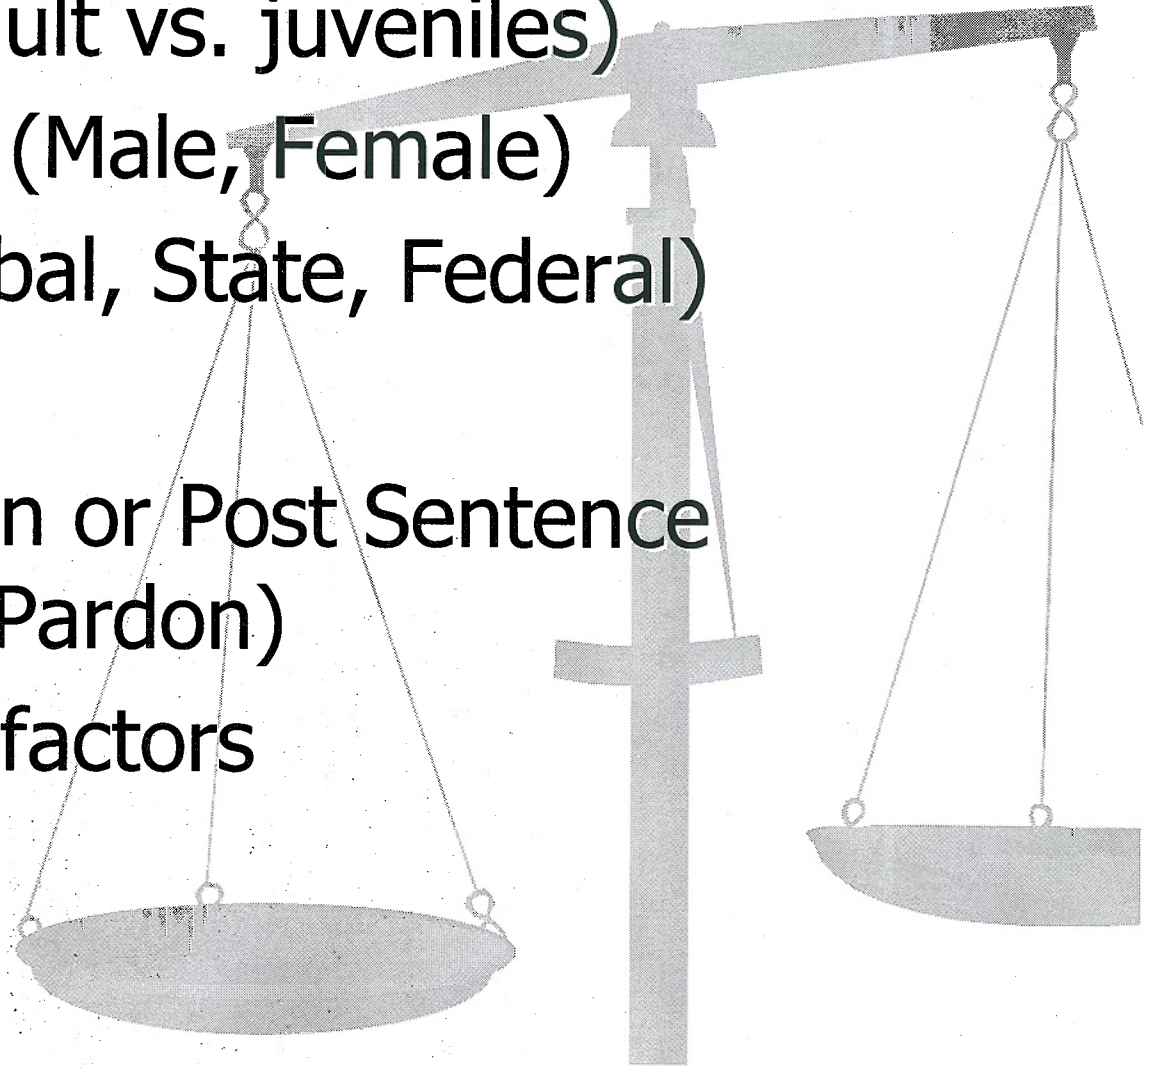 ult vs. juveniles)
(Male, Female)
bal, State, Federal)
n or Post Sentence
Pardon)
factors